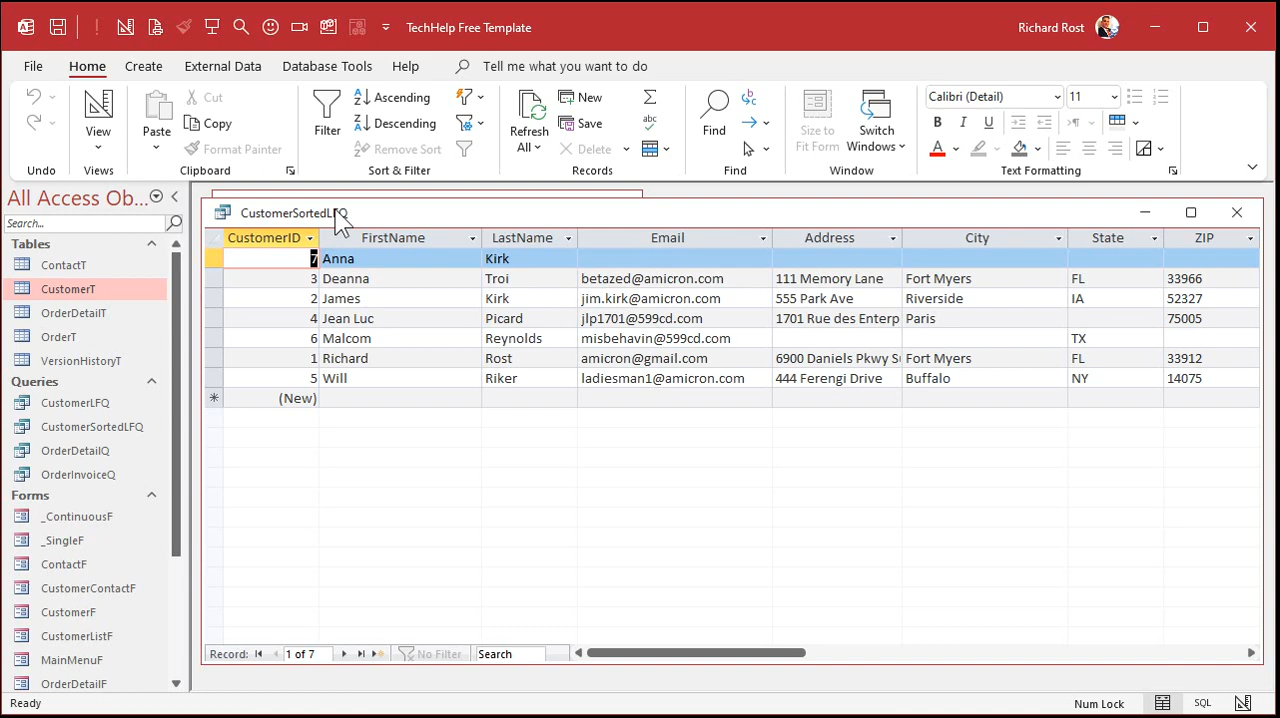 TechHelp Free Template
Richard Rost
File Home Create External Data Database Tools Help Tell me what you want to do
View
Paste
Cut
Copy
Format Painter
Filter
Ascending
Descending
Remove Sort
Refresh All
New
Save
Delete
Find
Size to Fit Form
Switch Windows
Calibri (Detail) 11
B I U
Undo Views Clipboard Sort & Filter Records Find Window Text Formatting
All Access Ob...
Search...
Tables
ContactT
CustomerT
OrderDetailT
OrderT
VersionHistoryT
Queries
CustomerLFQ
CustomerSortedLFQ
OrderDetailQ
OrderInvoiceQ
Forms
_ContinuousF
_SingleF
ContactF
CustomerContactF
CustomerF
CustomerListF
MainMenuF
OrderDetailF
CustomerSortedLFQ
CustomerID FirstName LastName Email Address City State ZIP
7 Anna Kirk
3 Deanna Troi betazed@amicron.com 111 Memory Lane Fort Myers FL 33966
2 James Kirk jim.kirk@amicron.com 555 Park Ave Riverside IA 52327
4 Jean Luc Picard jlp1701@599cd.com 1701 Rue des Enterp Paris 75005
6 Malcom Reynolds misbehavin@599cd.com TX
1 Richard Rost amicron@gmail.com 6900 Daniels Pkwy Su Fort Myers FL 33912
5 Will Riker ladiesman1@amicron.com 444 Ferengi Drive Buffalo NY 14075
* (New)
Record: 1 of 7 No Filter Search
Ready
Num Lock SQL